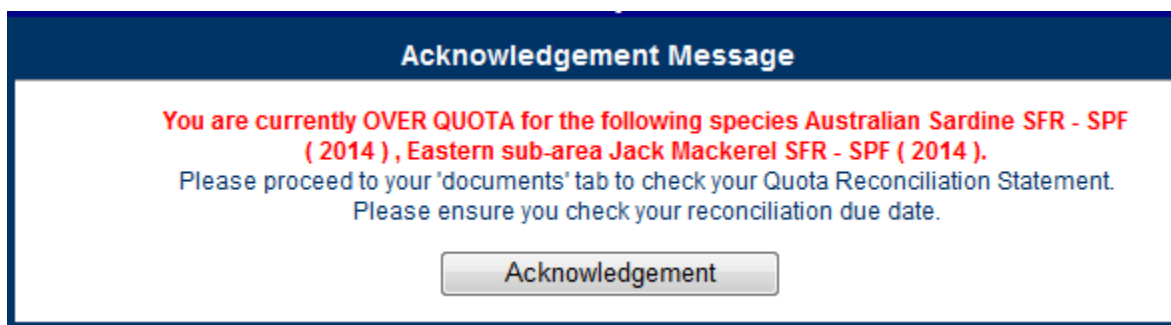 Acknowledgement Message
You are currently OVER QUOTA for the following species Australian Sardine SFR - SPF
( 2014 ) , Eastern sub-area Jack Mackerel SFR - SPF ( 2014 ).
Please proceed to your 'documents' tab to check your Quota Reconciliation Statement.
Please ensure you check your reconciliation due date.
Acknowledgement